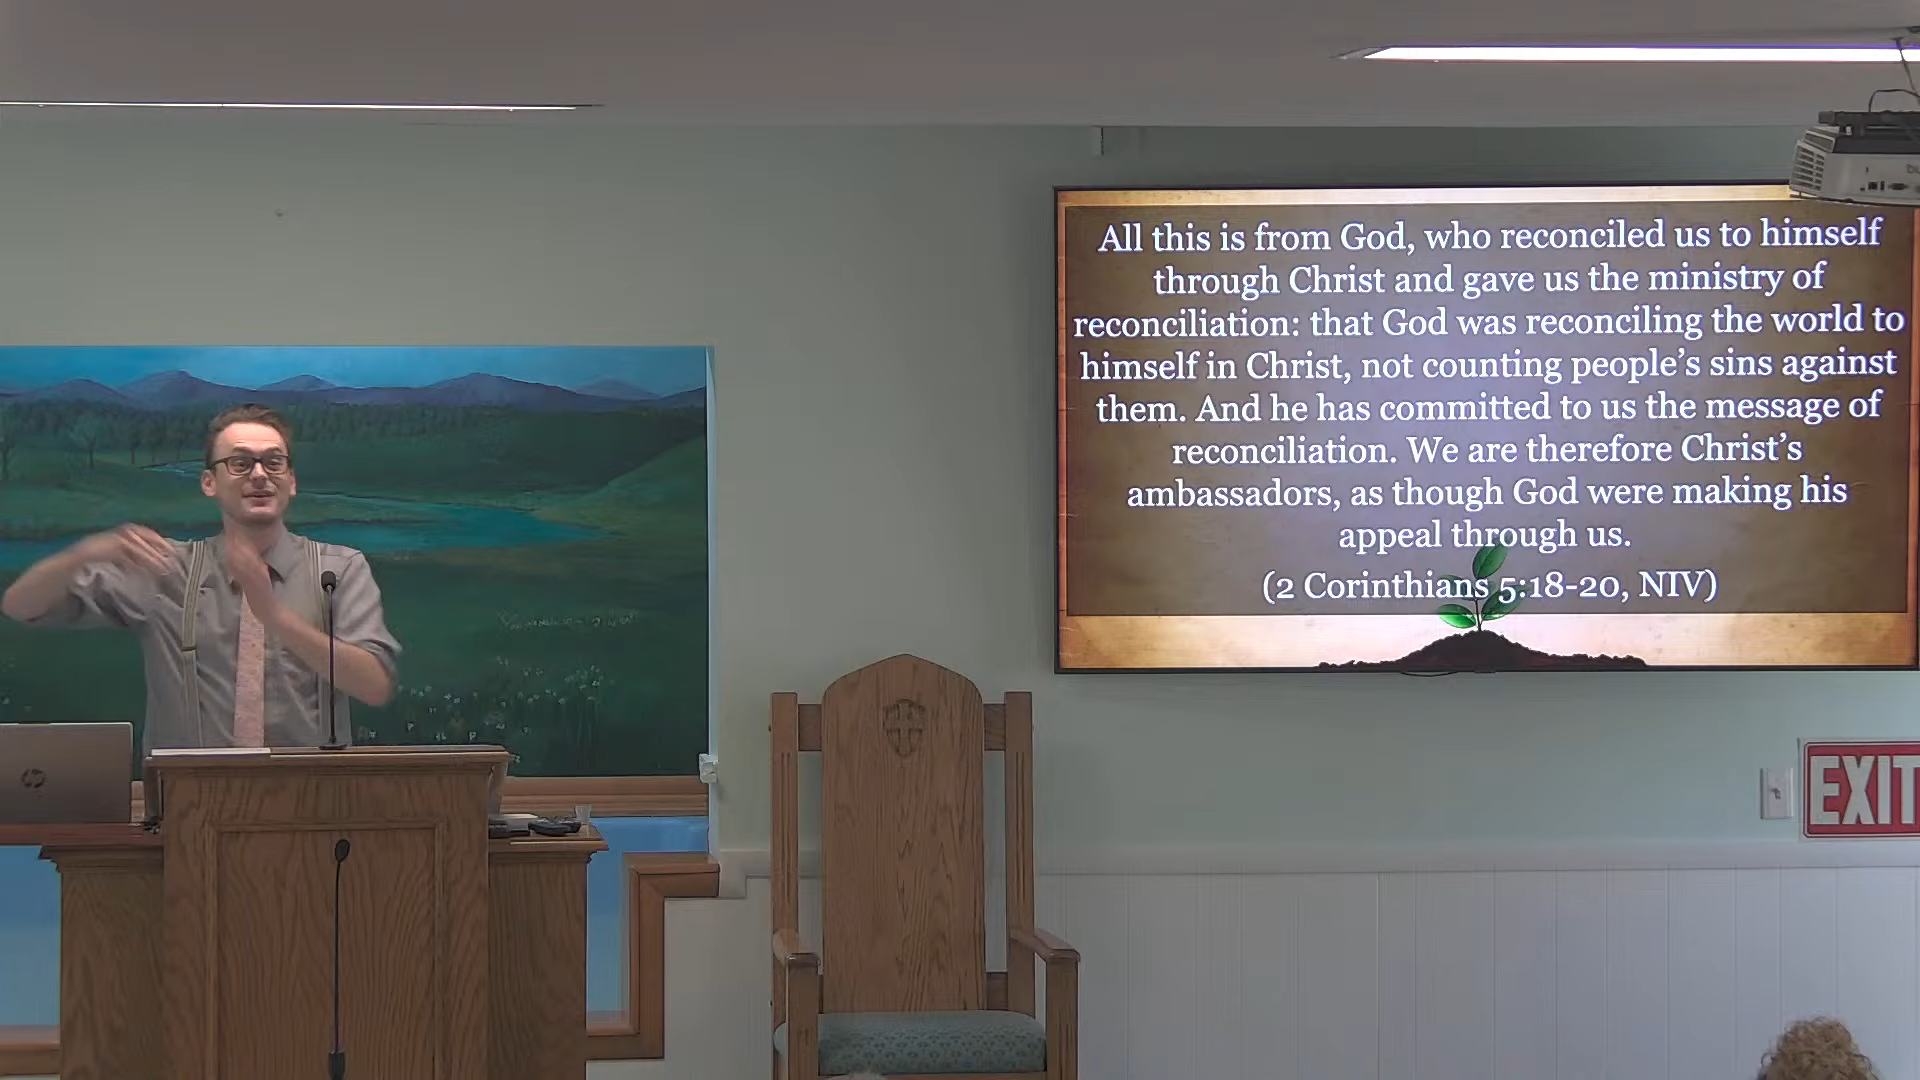 All this is from God, who reconciled us to himself
through Christ and gave us the ministry of
reconciliation: that God was reconciling the world to
himself in Christ, not counting people’s sins against
them. And he has committed to us the message of
reconciliation. We are therefore Christ’s
ambassadors, as though God were making his
appeal through us.
(2 Corinthians 5:18-20, NIV)
EXIT
hp